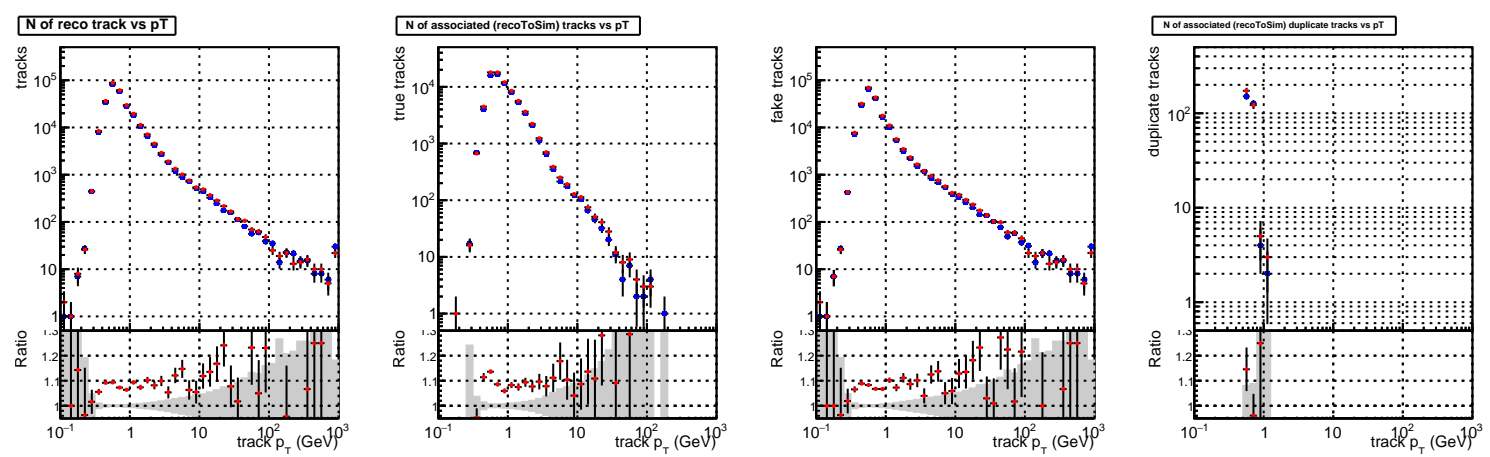 N of reco track vs pT
tracks
10^5
10^4
10^3
10^2
10
1
Ratio
1.3
1.2
1.1
1
10^-1 1 10 10^2 10^3
track p_T (GeV)
N of associated (recoToSim) tracks vs pT
true tracks
10^4
10^3
10^2
10
1
Ratio
1.3
1.2
1.1
1
10^-1 1 10 10^2 10^3
track p_T (GeV)
fake tracks
10^5
10^4
10^3
10^2
10
1
Ratio
1.3
1.2
1.1
1
10^-1 1 10 10^2 10^3
track p_T (GeV)
N of associated (recoToSim) duplicate tracks vs pT
duplicate tracks
10^2
10
1
Ratio
1.3
1.2
1.1
1
10^-1 1 10 10^2 10^3
track p_T (GeV)